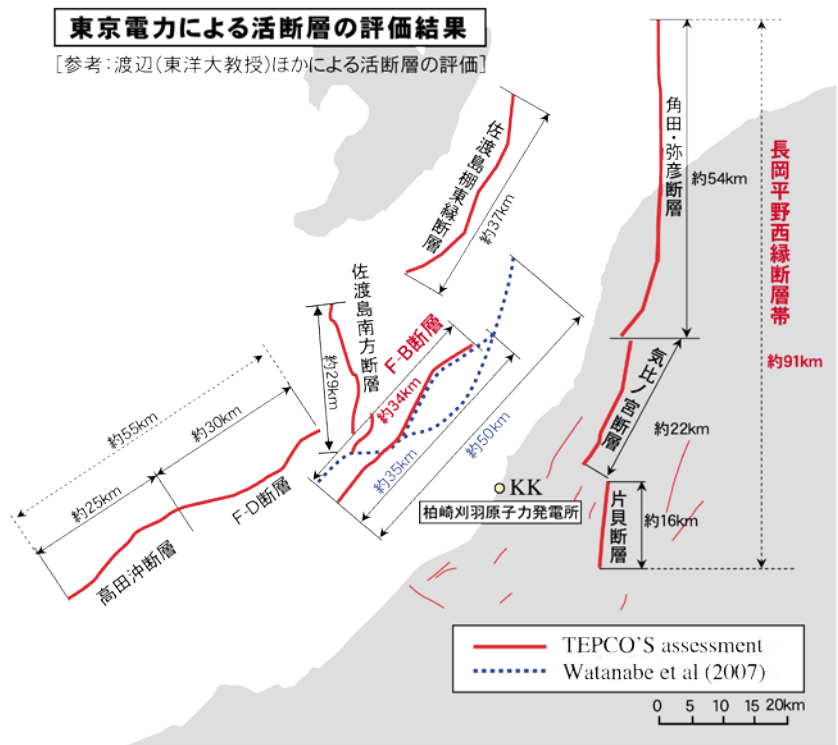 東京電力による活断層の評価結果
[参考:渡辺(東洋大教授)ほかによる活断層の評価]
佐渡島棚東縁断層
約37km
角田・弥彦断層
約54km
長岡平野西縁断層帯
約91km
佐渡島南方断層
約29km
F-B断層
約34km
約35km
約50km
約55km
約30km
約25km
F-D断層
高田沖断層
気比ノ宮断層
約22km
KK
柏崎刈羽原子力発電所
片貝断層
約16km
TEPCO'S assessment
Watanabe et al (2007)
0 5 10 15 20km